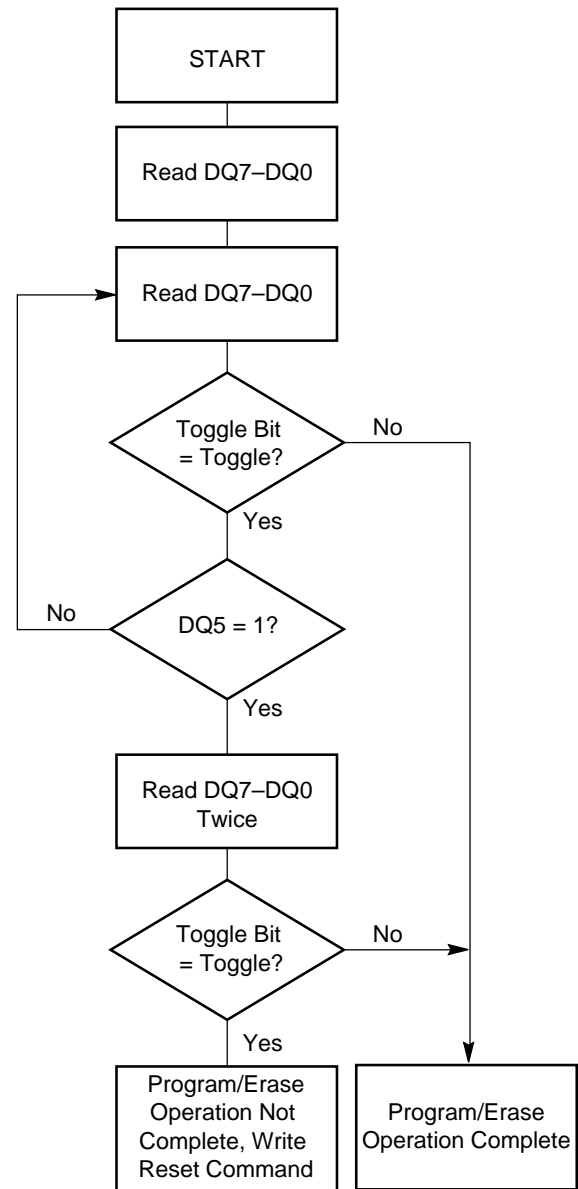 START
Read DQ7–DQ0
Read DQ7–DQ0
Toggle Bit
= Toggle?
No
Yes
No
DQ5 = 1?
Yes
Read DQ7–DQ0
Twice
Toggle Bit
= Toggle?
No
Yes
Program/Erase
Operation Not
Complete, Write
Reset Command
Program/Erase
Operation Complete